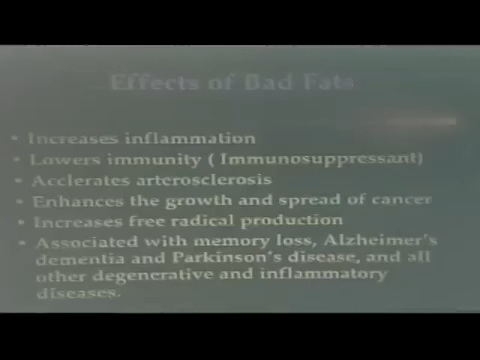 Effects of Bad Fats
• Increases inflammation
• Lowers immunity ( Immunosuppressant)
• Acclerates arterosclerosis
• Enhances the growth and spread of cancer
• Increases free radical production
• Associated with memory loss, Alzheimer's
dementia and Parkinson's disease, and all
other degenerative and inflammatory
diseases.